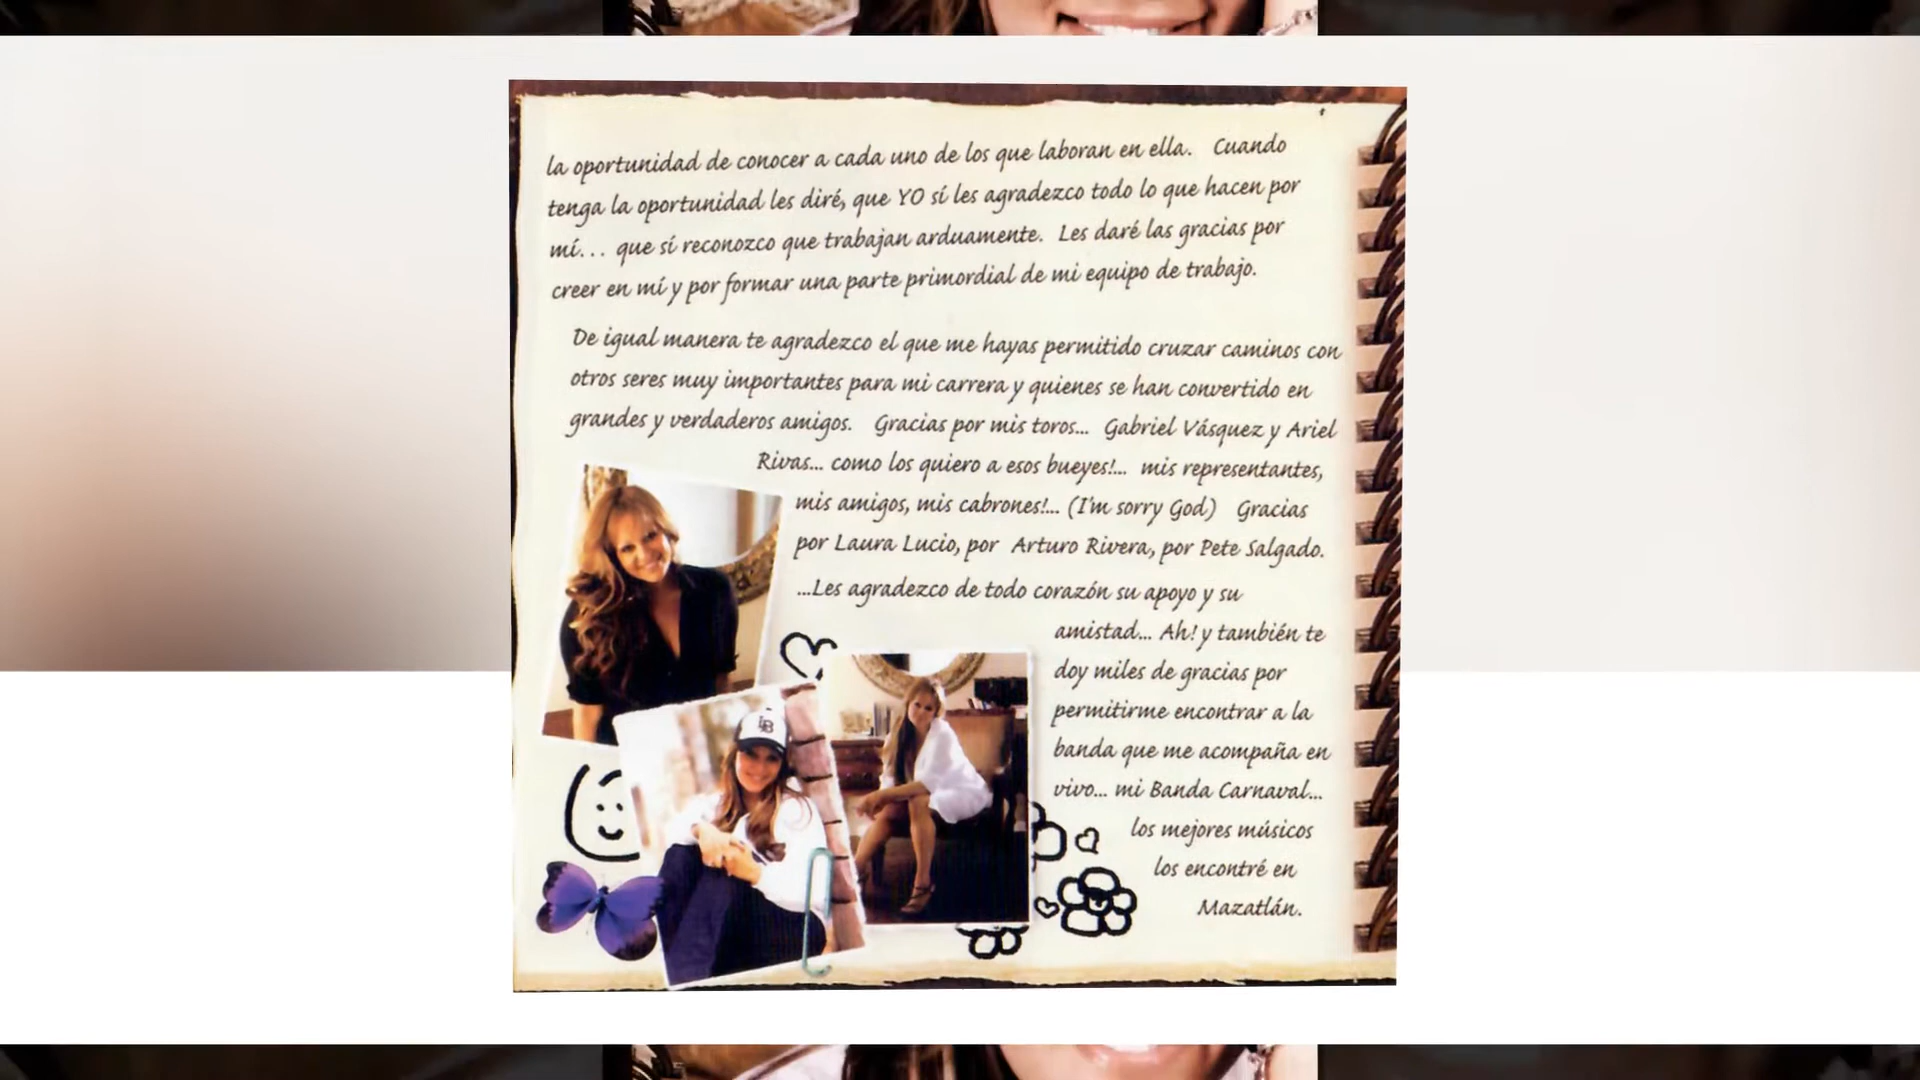 la oportunidad de conocer a cada uno de los que laboran en ella. Cuando
tenga la oportunidad les diré, que YO sí les agradezco todo lo que hacen por
mí... que sí reconozco que trabajan arduamente. Les daré las gracias por
creer en mí y por formar una parte primordial de mi equipo de trabajo.
De igual manera te agradezco el que me hayas permitido cruzar caminos con
otros seres muy importantes para mi carrera y quienes se han convertido en
grandes y verdaderos amigos. Gracias por mis toros... Gabriel Vásquez y Ariel
Rivas... como los quiero a esos bueyes!... mis representantes,
mis amigos, mis cabrones!... (I'm sorry God) Gracias
por Laura Lucio, por Arturo Rivera, por Pete Salgado.
...Les agradezco de todo corazón su apoyo y su
amistad... Ah! y también te
doy miles de gracias por
permitirme encontrar a la
banda que me acompaña en
vivo... mi Banda Carnaval...
los mejores músicos
los encontré en
Mazatlán.
LB